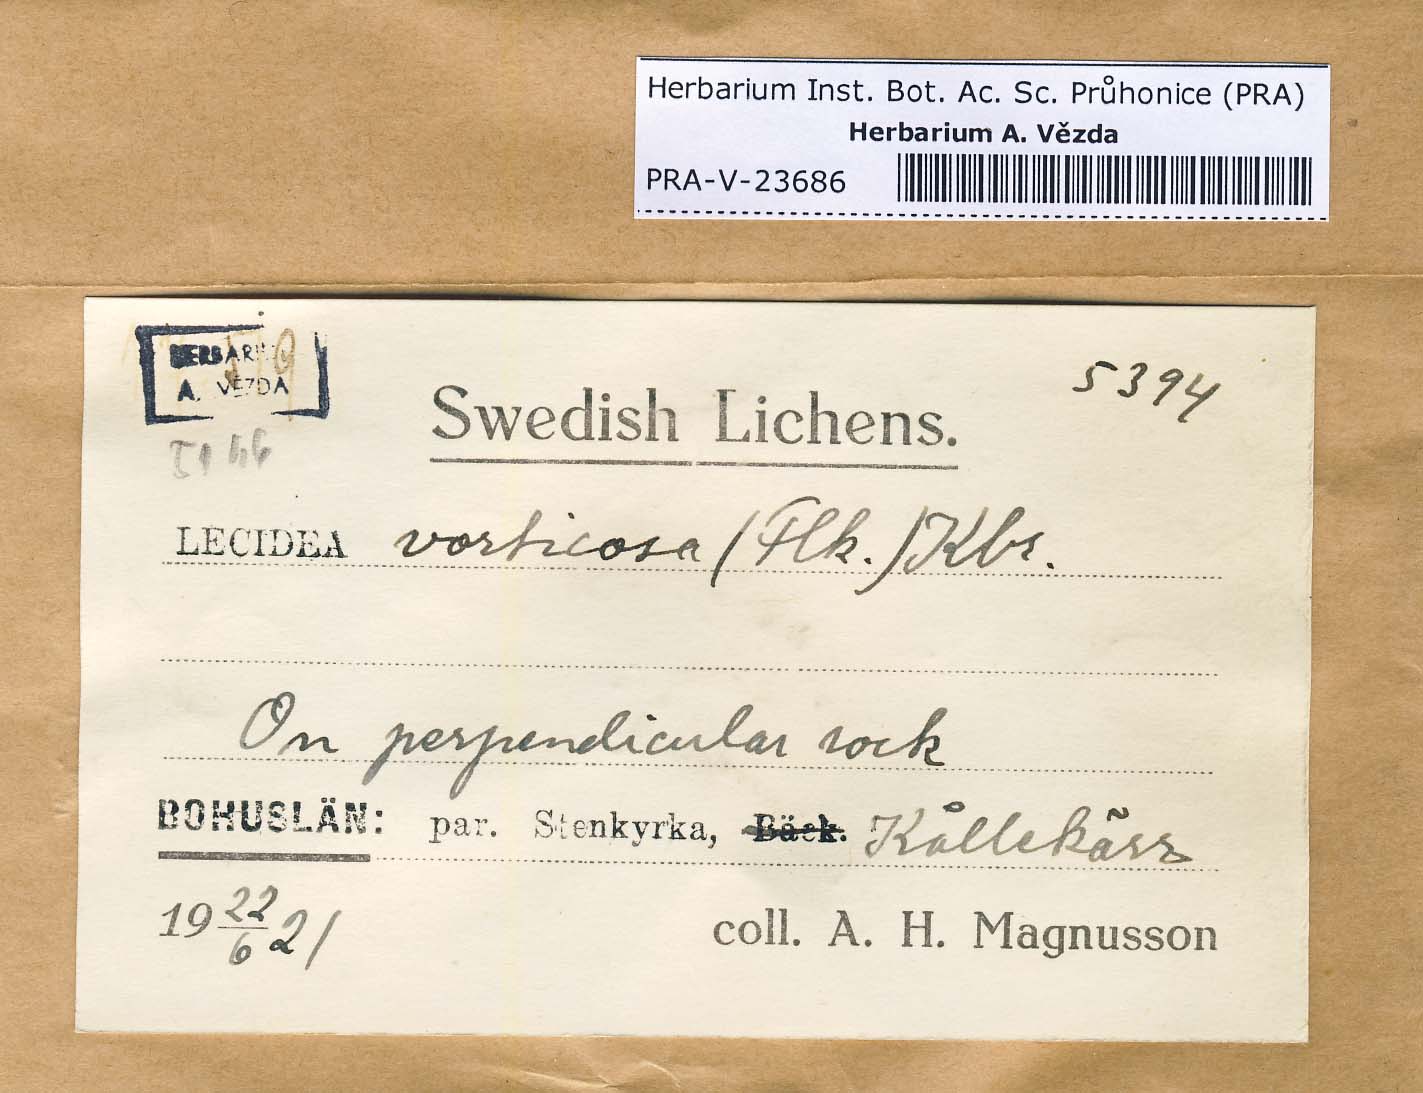 Herbarium Inst. Bot. Ac. Sc. Průhonice (PRA)
Herbarium A. Vězda
PRA-V-23686
A. VĚZDA
5394
Swedish Lichens.
LECIDEA vorticosa (Flk.) Kbr.
On perpendicular rock
BOHUSLÄN: par. Stenkyrka, Bäck. Kållekärr
19 22/6 21
coll. A. H. Magnusson